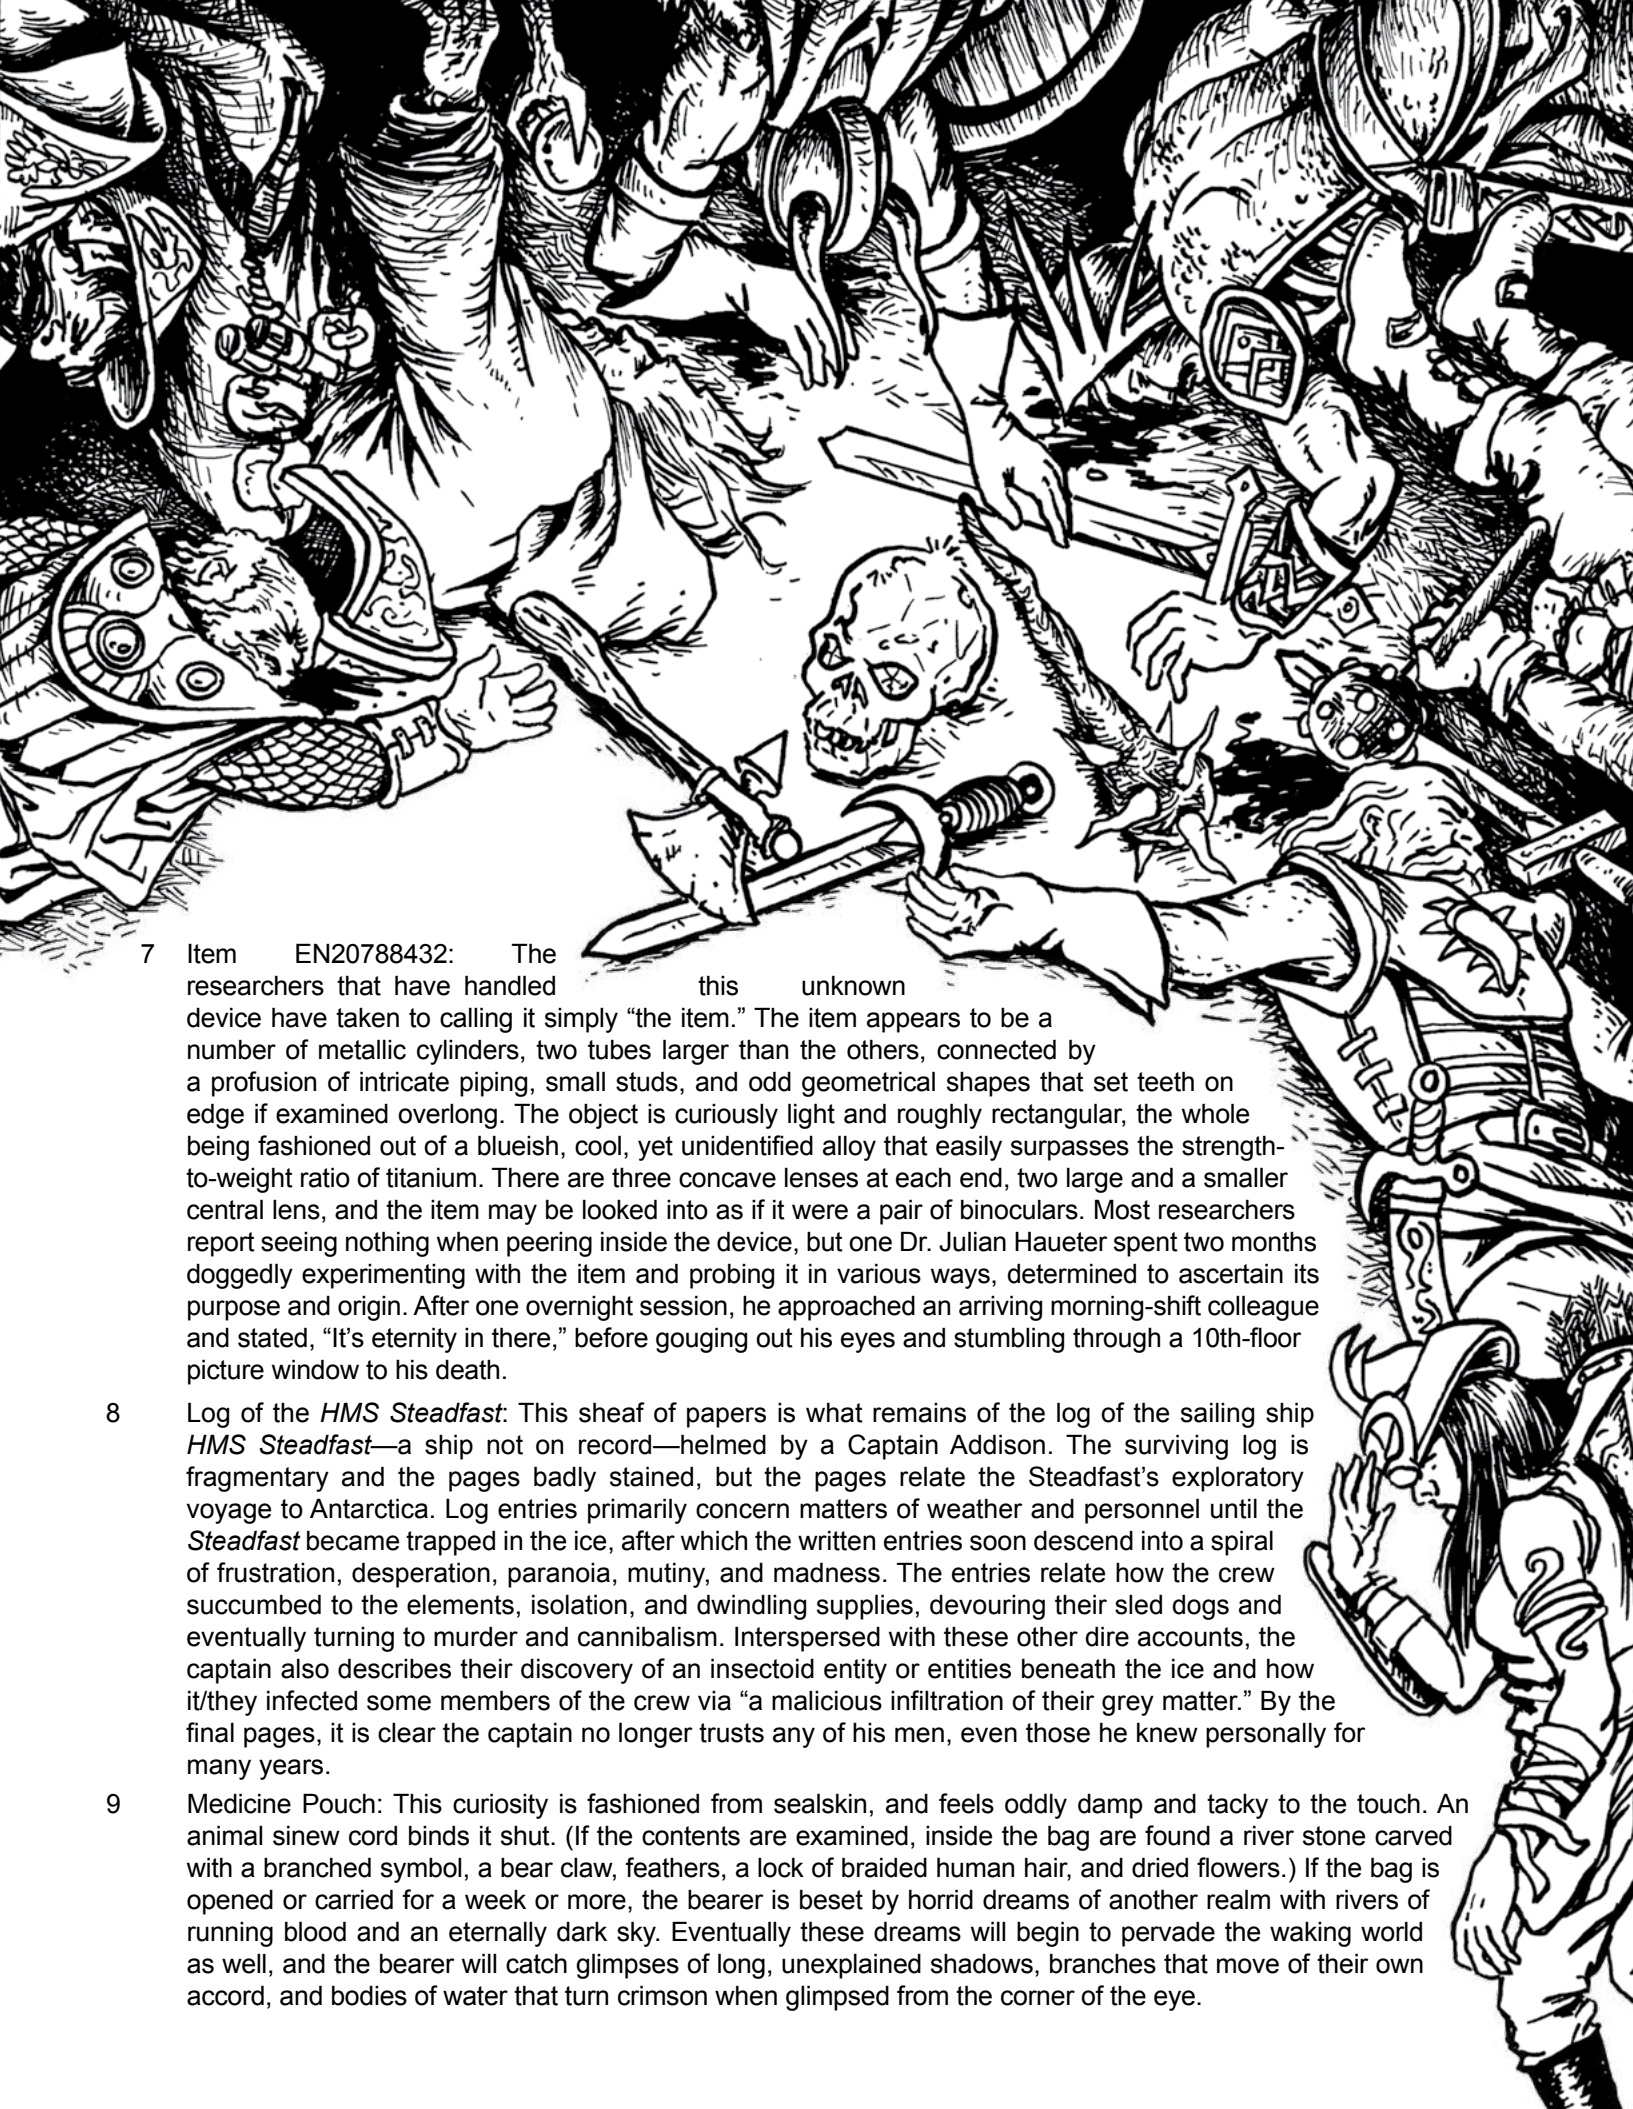 7 Item EN20788432: The
researchers that have handled this unknown
device have taken to calling it simply “the item.” The item appears to be a
number of metallic cylinders, two tubes larger than the others, connected by
a profusion of intricate piping, small studs, and odd geometrical shapes that set teeth on
edge if examined overlong. The object is curiously light and roughly rectangular, the whole
being fashioned out of a blueish, cool, yet unidentified alloy that easily surpasses the strength-
to-weight ratio of titanium. There are three concave lenses at each end, two large and a smaller
central lens, and the item may be looked into as if it were a pair of binoculars. Most researchers
report seeing nothing when peering inside the device, but one Dr. Julian Haueter spent two months
doggedly experimenting with the item and probing it in various ways, determined to ascertain its
purpose and origin. After one overnight session, he approached an arriving morning-shift colleague
and stated, “It’s eternity in there,” before gouging out his eyes and stumbling through a 10th-floor
picture window to his death.
8 Log of the HMS Steadfast: This sheaf of papers is what remains of the log of the sailing ship
HMS Steadfast—a ship not on record—helmed by a Captain Addison. The surviving log is
fragmentary and the pages badly stained, but the pages relate the Steadfast’s exploratory
voyage to Antarctica. Log entries primarily concern matters of weather and personnel until the
Steadfast became trapped in the ice, after which the written entries soon descend into a spiral
of frustration, desperation, paranoia, mutiny, and madness. The entries relate how the crew
succumbed to the elements, isolation, and dwindling supplies, devouring their sled dogs and
eventually turning to murder and cannibalism. Interspersed with these other dire accounts, the
captain also describes their discovery of an insectoid entity or entities beneath the ice and how
it/they infected some members of the crew via “a malicious infiltration of their grey matter.” By the
final pages, it is clear the captain no longer trusts any of his men, even those he knew personally for
many years.
9 Medicine Pouch: This curiosity is fashioned from sealskin, and feels oddly damp and tacky to the touch. An
animal sinew cord binds it shut. (If the contents are examined, inside the bag are found a river stone carved
with a branched symbol, a bear claw, feathers, a lock of braided human hair, and dried flowers.) If the bag is
opened or carried for a week or more, the bearer is beset by horrid dreams of another realm with rivers of
running blood and an eternally dark sky. Eventually these dreams will begin to pervade the waking world
as well, and the bearer will catch glimpses of long, unexplained shadows, branches that move of their own
accord, and bodies of water that turn crimson when glimpsed from the corner of the eye.